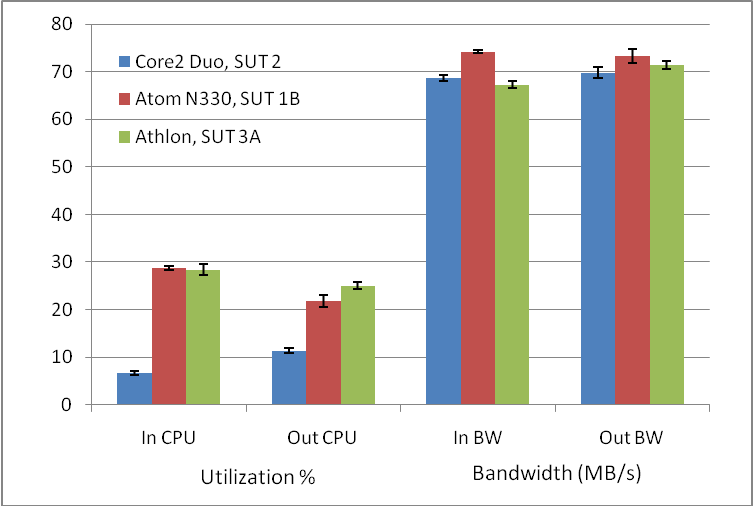 80
70
60
50
40
30
20
10
0
Core2 Duo, SUT 2
Atom N330, SUT 1B
Athlon, SUT 3A
In CPU Out CPU In BW Out BW
Utilization % Bandwidth (MB/s)